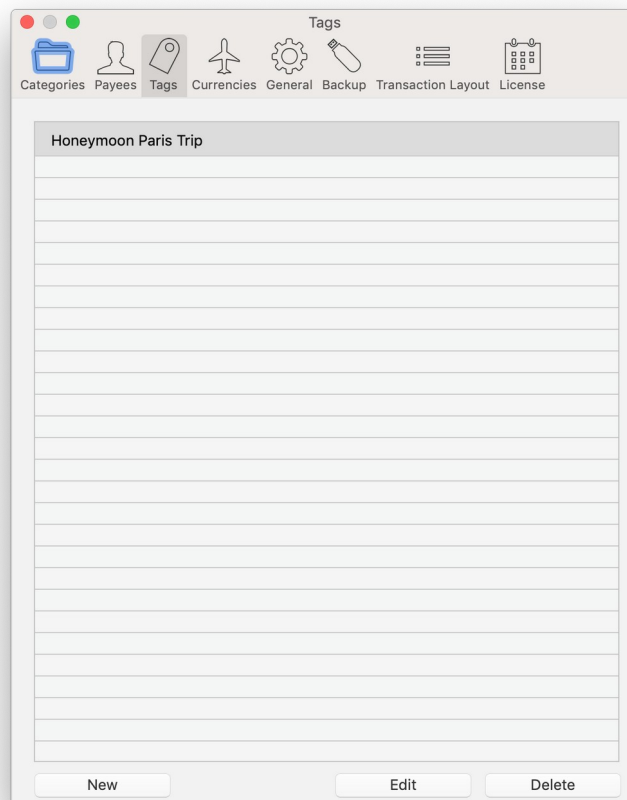 Tags
Categories Payees Tags Currencies General Backup Transaction Layout License
Honeymoon Paris Trip
New Edit Delete